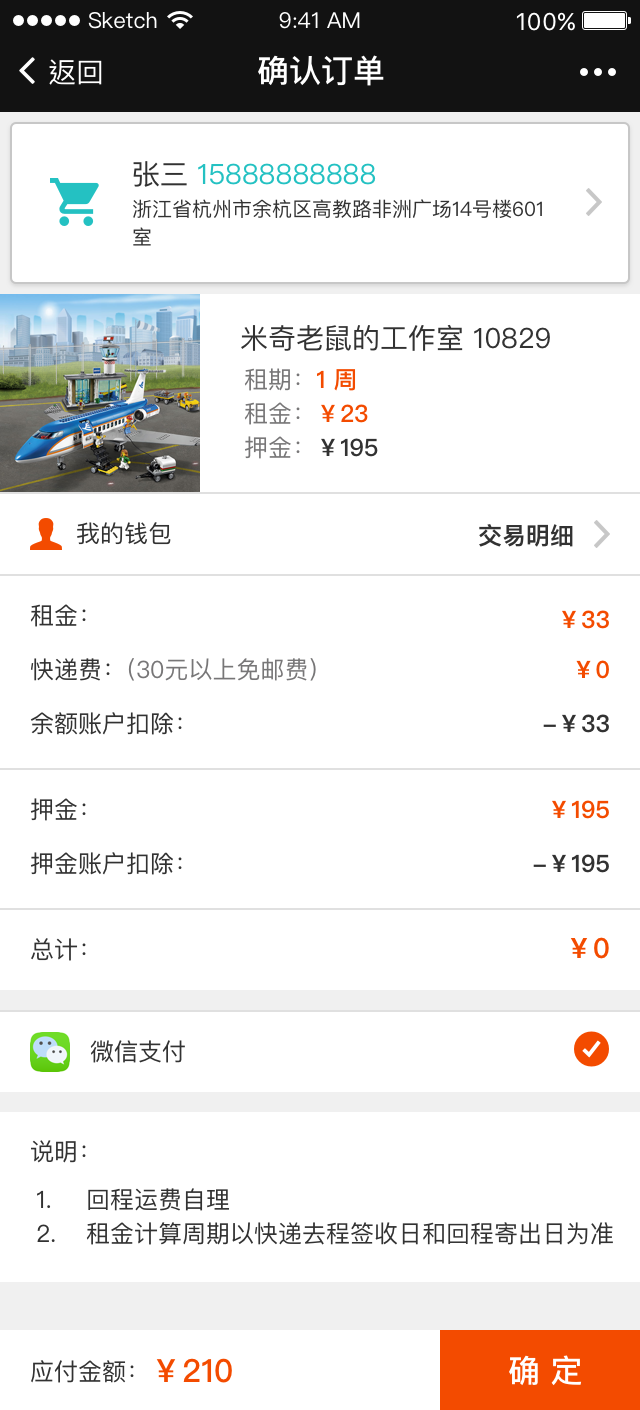 Sketch 9:41 AM 100%
返回 确认订单
张三 15888888888
浙江省杭州市余杭区高教路非洲广场14号楼601
室
米奇老鼠的工作室 10829
租期：1 周
租金：¥ 23
押金：¥ 195
我的钱包 交易明细
租金： ¥ 33
快递费：（30元以上免邮费） ¥ 0
余额账户扣除： –¥ 33
押金： ¥ 195
押金账户扣除： –¥ 195
总计： ¥ 0
微信支付
说明：
1. 回程运费自理
2. 租金计算周期以快递去程签收日和回程寄出日为准
应付金额： ¥ 210 确 定